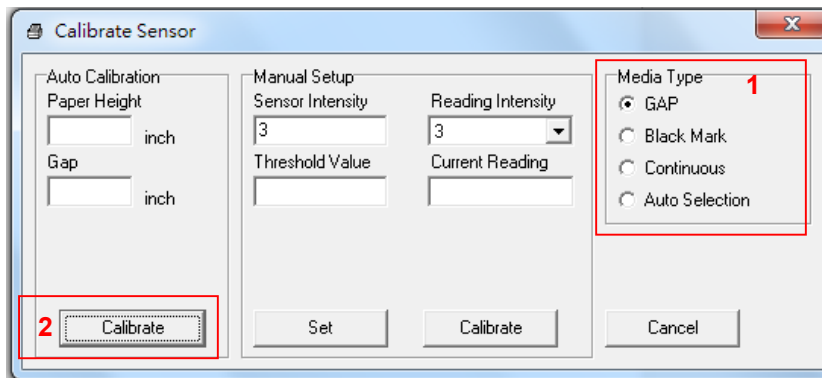 Calibrate Sensor
x
Auto Calibration
Paper Height
inch
Gap
inch
2
Calibrate
Manual Setup
Sensor Intensity
Reading Intensity
3
3
Threshold Value
Current Reading
Set
Calibrate
Media Type
1
GAP
Black Mark
Continuous
Auto Selection
Cancel